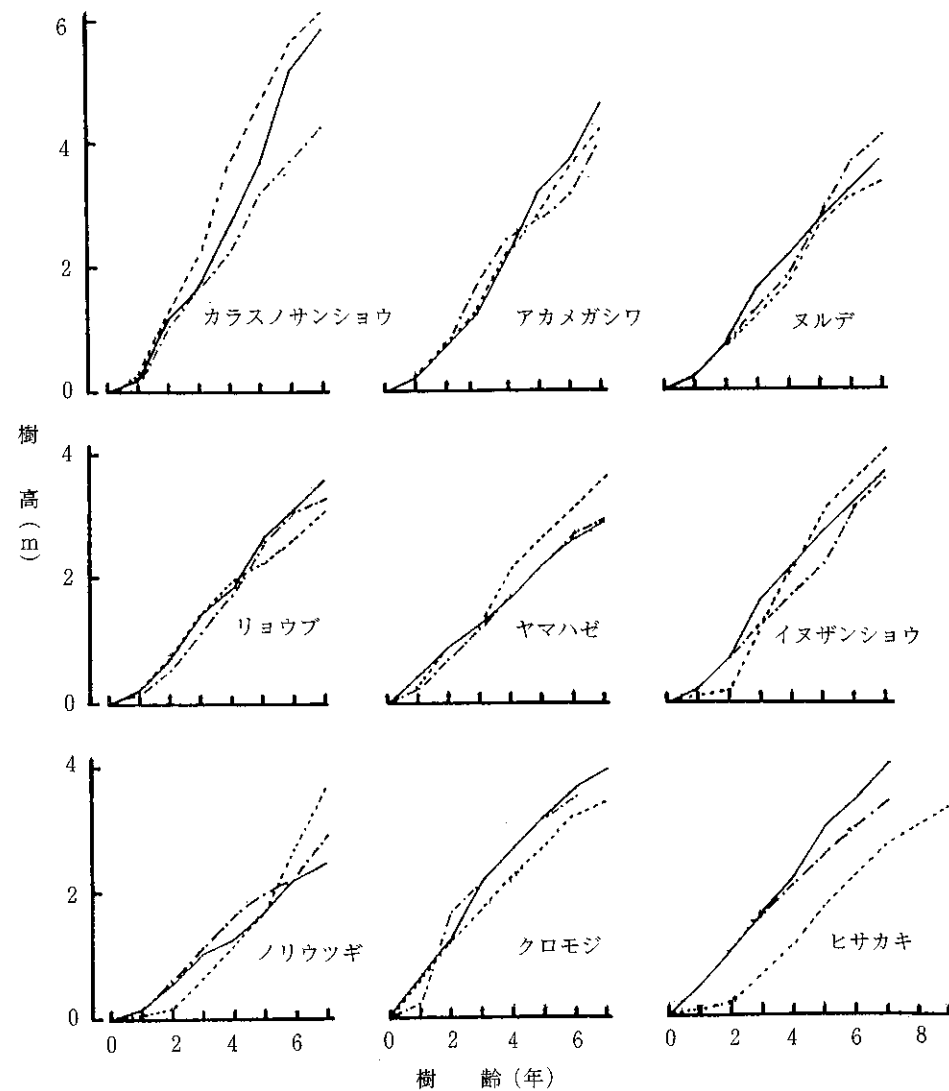 6
4
2
0
カラスノサンショウ
アカメガシワ
ヌルデ
樹高(m)
4
2
0
リョウブ
ヤマハゼ
イヌザンショウ
4
2
0
ノリウツギ
クロモジ
ヒサカキ
0 2 4 6
0 2 4 6
0 2 4 6 8
樹 齢(年)